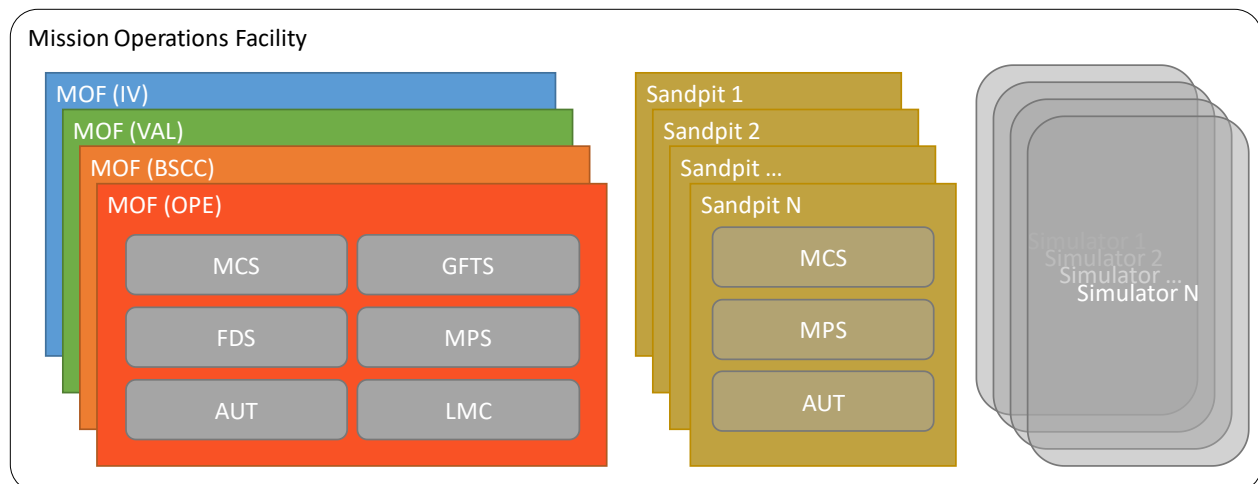 Mission Operations Facility
MOF (IV)
MOF (VAL)
MOF (BSCC)
MOF (OPE)
MCS
GFTS
FDS
MPS
AUT
LMC
Sandpit 1
Sandpit 2
Sandpit ...
Sandpit N
MCS
MPS
AUT
Simulator 1
Simulator 2
Simulator ...
Simulator N